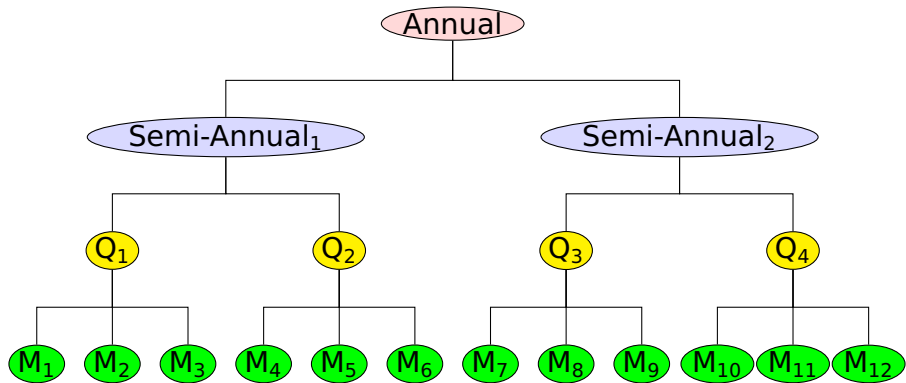 Annual
Semi-Annual₁ Semi-Annual₂
Q₁ Q₂ Q₃ Q₄
M₁ M₂ M₃ M₄ M₅ M₆ M₇ M₈ M₉ M₁₀ M₁₁ M₁₂